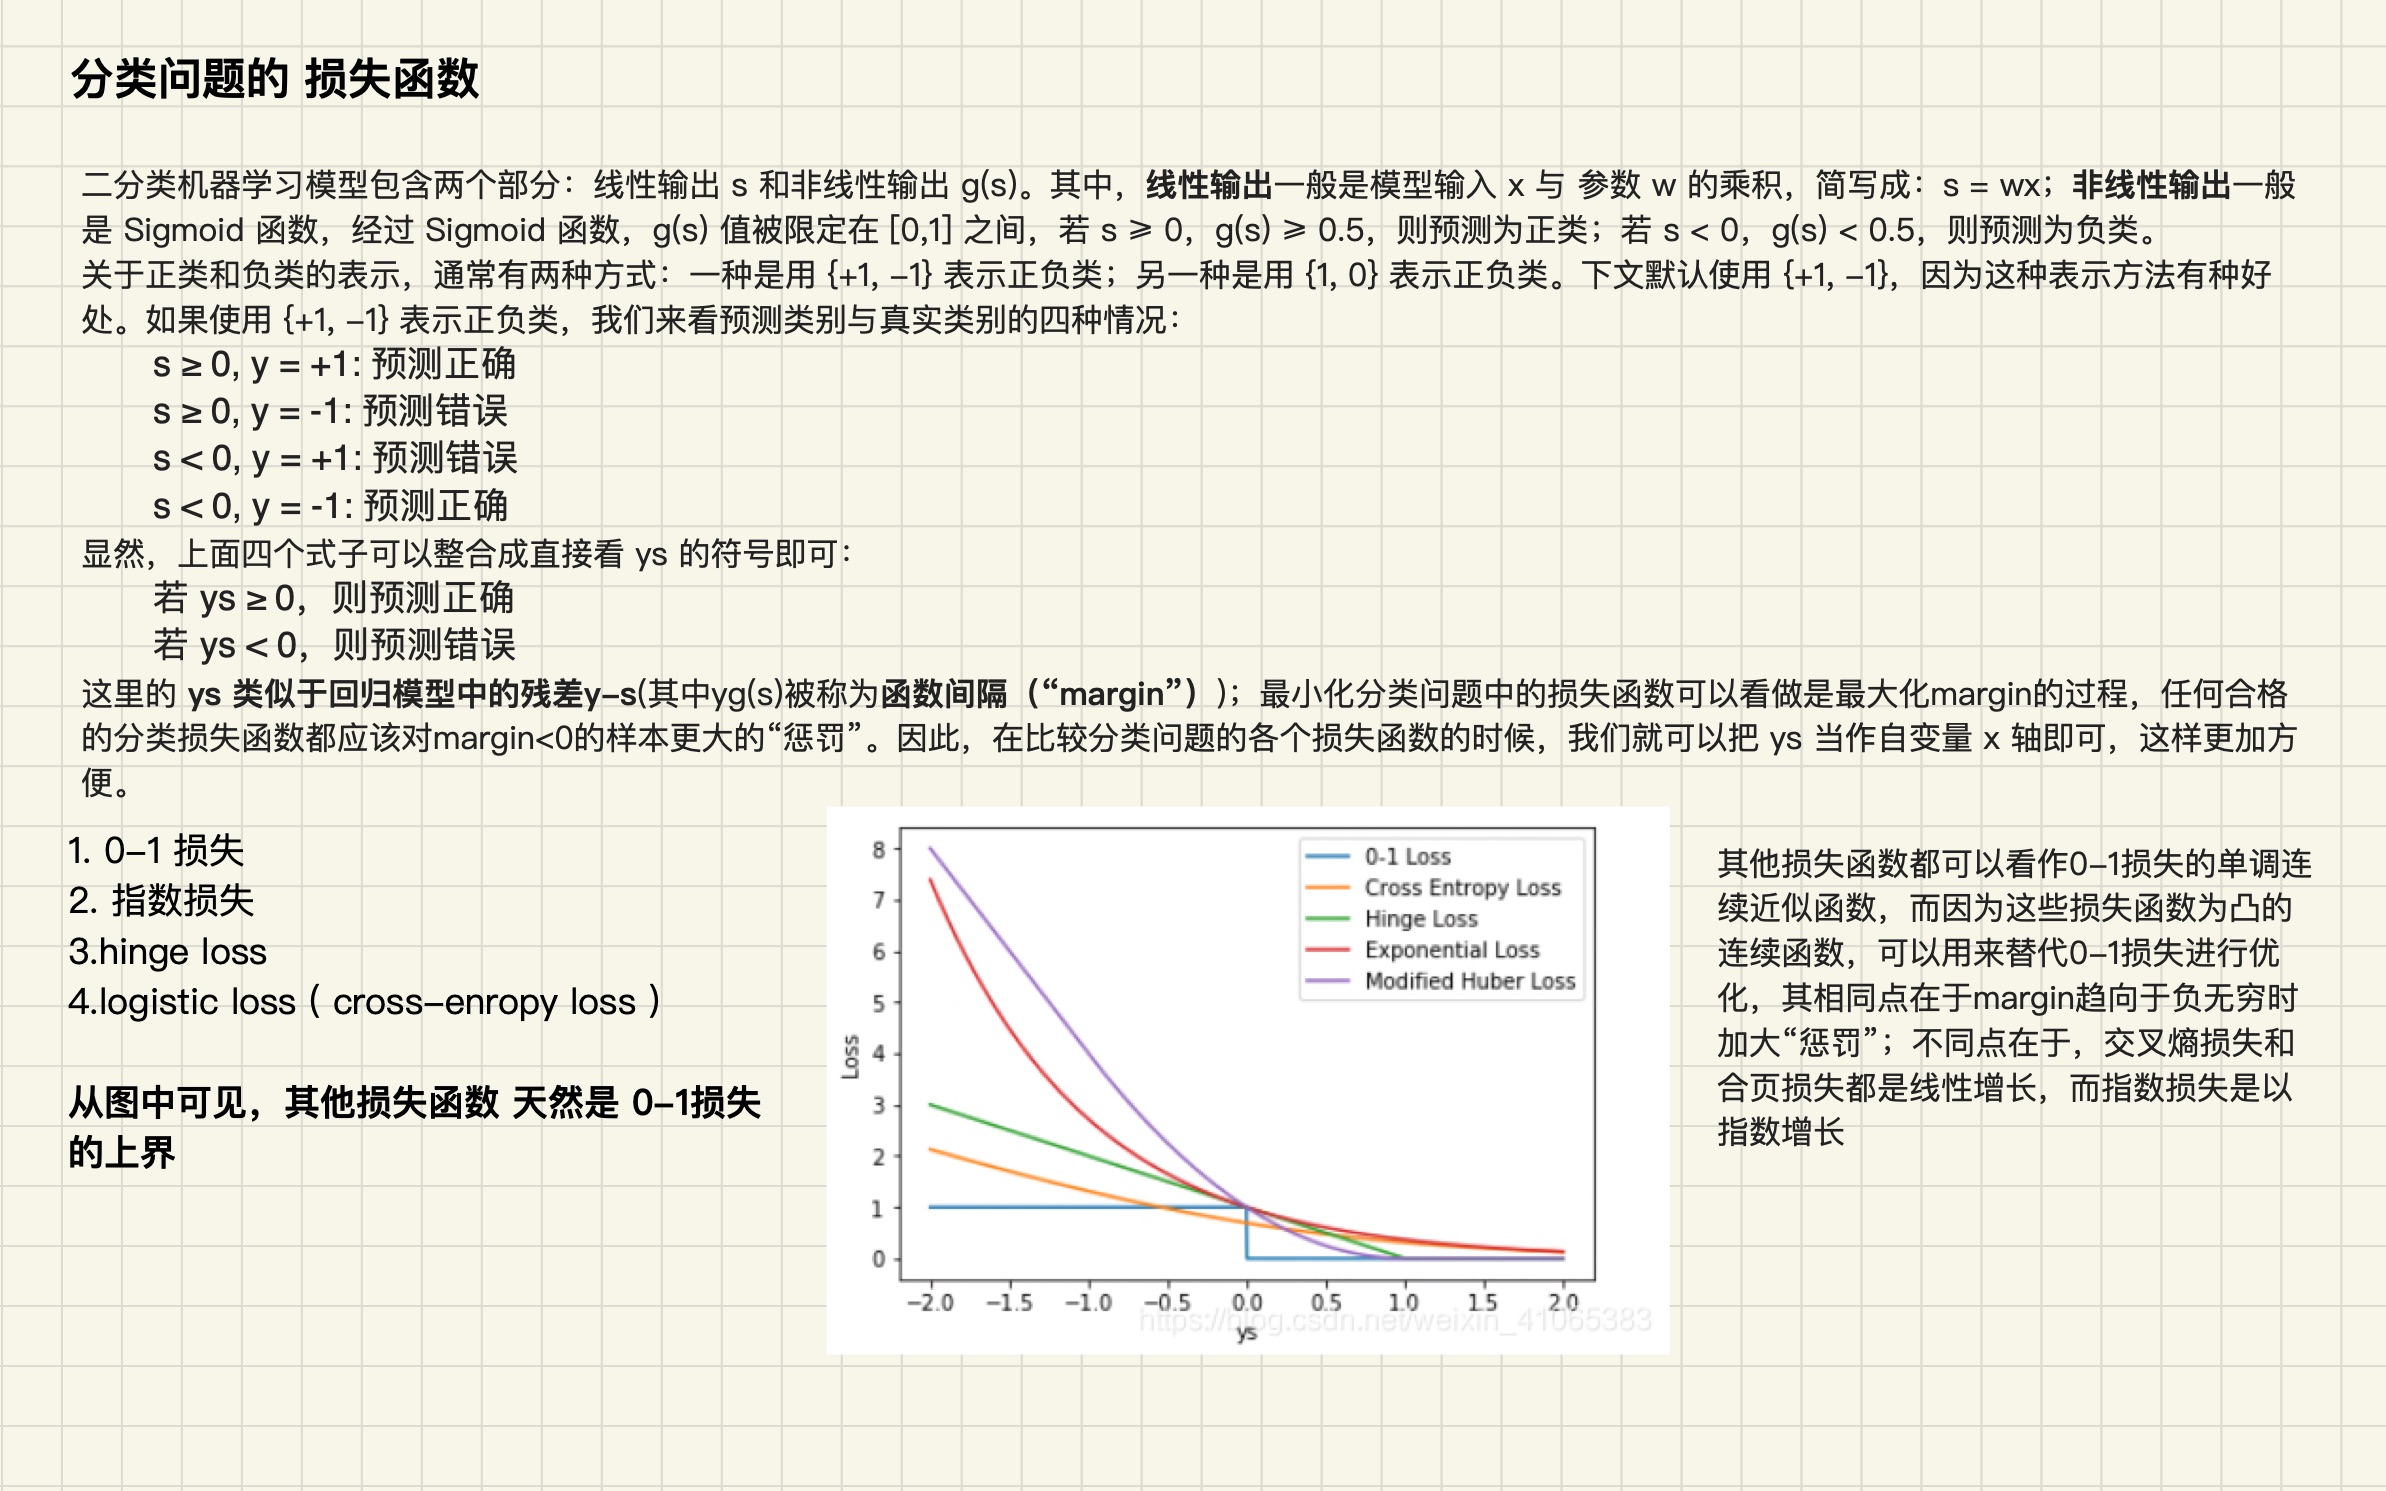 分类问题的 损失函数
二分类机器学习模型包含两个部分：线性输出 s 和非线性输出 g(s)。其中，线性输出一般是模型输入 x 与 参数 w 的乘积，简写成：s = wx；非线性输出一般
是 Sigmoid 函数，经过 Sigmoid 函数，g(s) 值被限定在 [0,1] 之间，若 s ≥ 0，g(s) ≥ 0.5，则预测为正类；若 s < 0，g(s) < 0.5，则预测为负类。
关于正类和负类的表示，通常有两种方式：一种是用 {+1, -1} 表示正负类；另一种是用 {1, 0} 表示正负类。下文默认使用 {+1, -1}，因为这种表示方法有种好
处。如果使用 {+1, -1} 表示正负类，我们来看预测类别与真实类别的四种情况：
s ≥ 0, y = +1: 预测正确
s ≥ 0, y = -1: 预测错误
s < 0, y = +1: 预测错误
s < 0, y = -1: 预测正确
显然，上面四个式子可以整合成直接看 ys 的符号即可：
若 ys ≥ 0，则预测正确
若 ys < 0，则预测错误
这里的 ys 类似于回归模型中的残差y-s(其中yg(s)被称为函数间隔（“margin”）)；最小化分类问题中的损失函数可以看做是最大化margin的过程，任何合格
的分类损失函数都应该对margin<0的样本更大的“惩罚”。因此，在比较分类问题的各个损失函数的时候，我们就可以把 ys 当作自变量 x 轴即可，这样更加方
便。
1. 0-1 损失
2. 指数损失
3.hinge loss
4.logistic loss ( cross-enropy loss )
从图中可见，其他损失函数 天然是 0-1损失
的上界
8
7
6
5
4
3
2
1
0
Loss
0-1 Loss
Cross Entropy Loss
Hinge Loss
Exponential Loss
Modified Huber Loss
−2.0 −1.5 −1.0 −0.5 0.0 0.5 1.0 1.5 2.0
ys
https://blog.csdn.net/weixin_41065383
其他损失函数都可以看作0-1损失的单调连
续近似函数，而因为这些损失函数为凸的
连续函数，可以用来替代0-1损失进行优
化，其相同点在于margin趋向于负无穷时
加大“惩罚”；不同点在于，交叉熵损失和
合页损失都是线性增长，而指数损失是以
指数增长